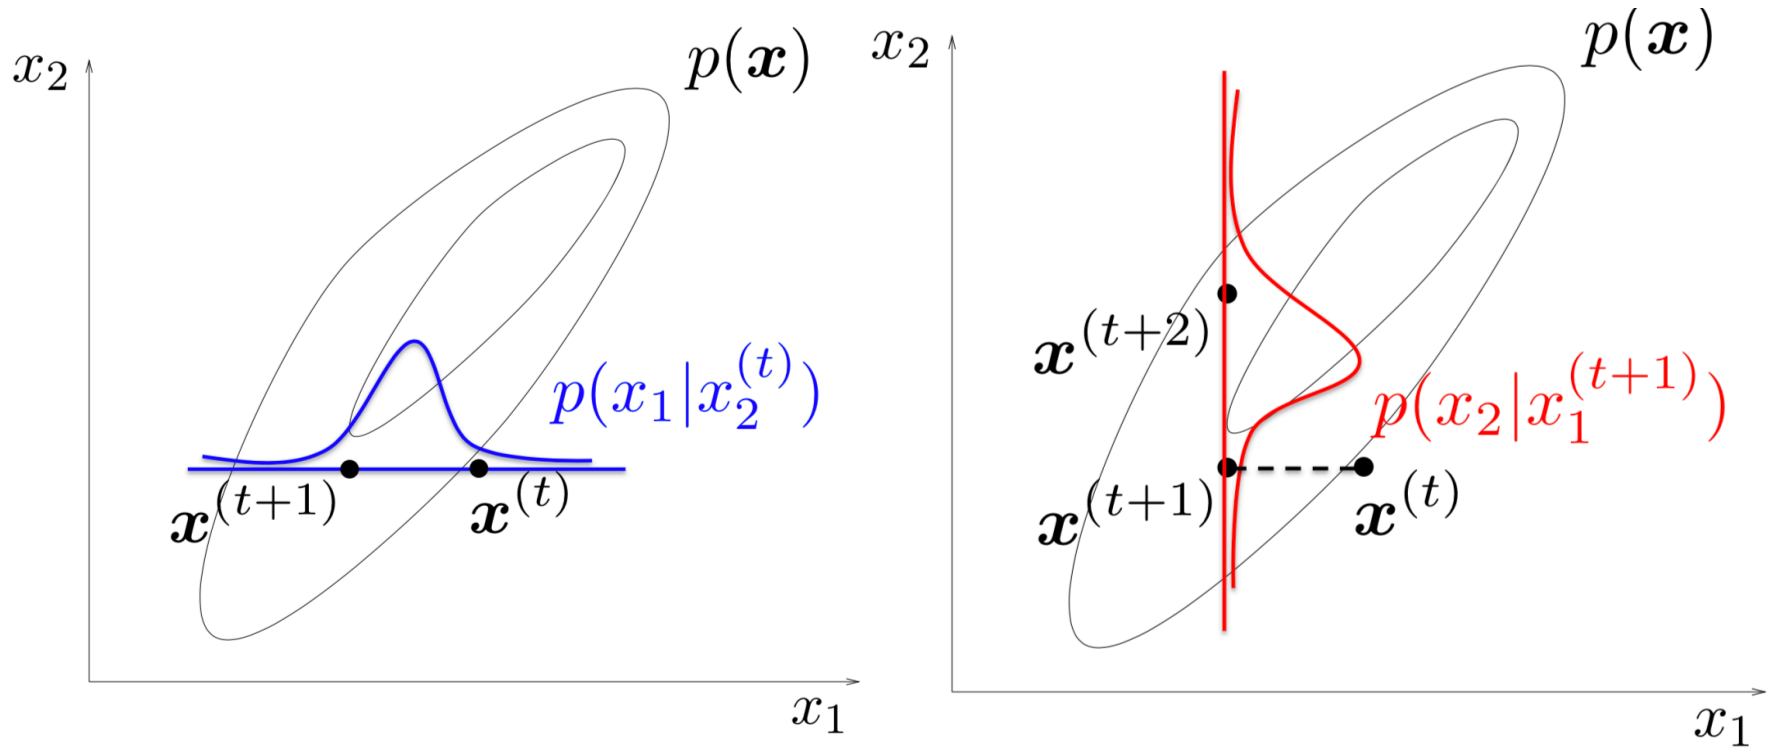 x₂
p(𝒙)
p(x₁|x₂⁽ᵗ⁾)
𝒙⁽ᵗ⁺¹⁾
𝒙⁽ᵗ⁾
x₁
x₂
p(𝒙)
𝒙⁽ᵗ⁺²⁾
p(x₂|x₁⁽ᵗ⁺¹⁾)
𝒙⁽ᵗ⁺¹⁾
𝒙⁽ᵗ⁾
x₁